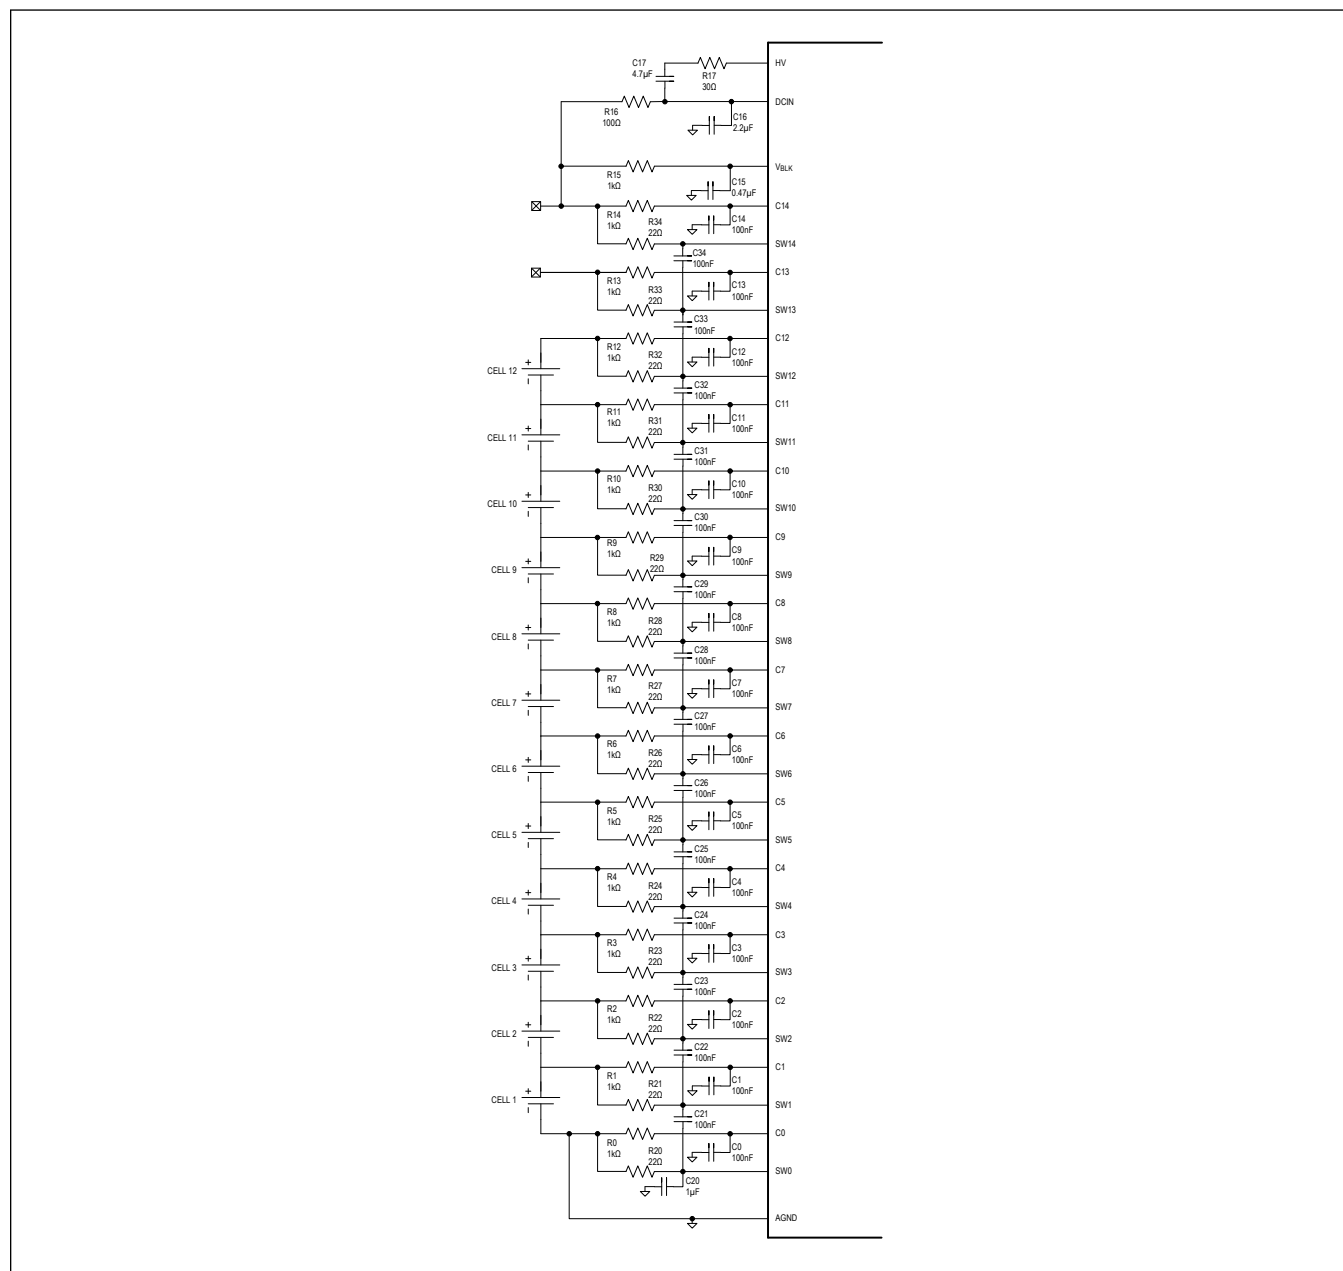 C17
4.7µF
R17
30Ω
HV
R16
100Ω
DCIN
C16
2.2µF
R15
1kΩ
VBLK
C15
0.47µF
R14
1kΩ
C14
R34
22Ω
C14
100nF
SW14
C34
100nF
R13
1kΩ
C13
R33
22Ω
C13
100nF
SW13
C33
100nF
R12
1kΩ
C12
R32
22Ω
C12
100nF
CELL 12
+
SW12
C32
100nF
R11
1kΩ
C11
R31
22Ω
C11
100nF
CELL 11
+
SW11
C31
100nF
R10
1kΩ
C10
R30
22Ω
C10
100nF
CELL 10
+
SW10
C30
100nF
R9
1kΩ
C9
R29
22Ω
C9
100nF
CELL 9
+
SW9
C29
100nF
R8
1kΩ
C8
R28
22Ω
C8
100nF
CELL 8
+
SW8
C28
100nF
R7
1kΩ
C7
R27
22Ω
C7
100nF
CELL 7
+
SW7
C27
100nF
R6
1kΩ
C6
R26
22Ω
C6
100nF
CELL 6
+
SW6
C26
100nF
R5
1kΩ
C5
R25
22Ω
C5
100nF
CELL 5
+
SW5
C25
100nF
R4
1kΩ
C4
R24
22Ω
C4
100nF
CELL 4
+
SW4
C24
100nF
R3
1kΩ
C3
R23
22Ω
C3
100nF
CELL 3
+
SW3
C23
100nF
R2
1kΩ
C2
R22
22Ω
C2
100nF
CELL 2
+
SW2
C22
100nF
R1
1kΩ
C1
R21
22Ω
C1
100nF
CELL 1
+
SW1
C21
100nF
R0
1kΩ
C0
R20
22Ω
C0
100nF
SW0
C20
1µF
AGND